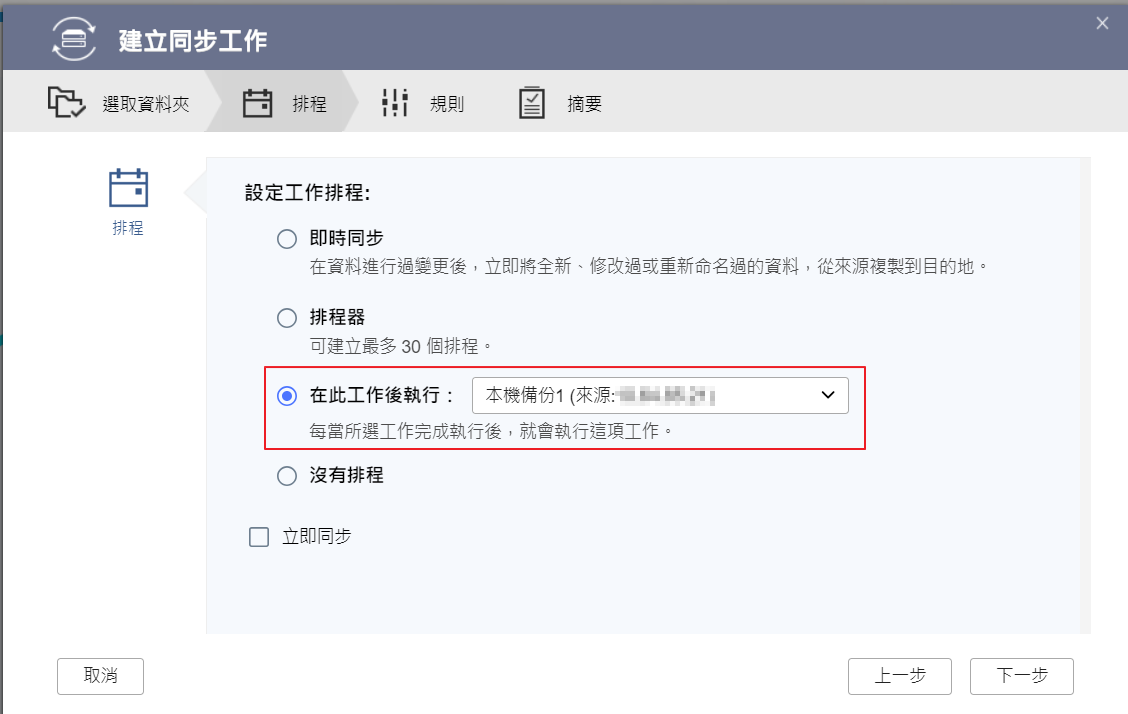 建立同步工作
選取資料夾
排程
規則
摘要
排程
設定工作排程:
即時同步
在資料進行過變更後，立即將全新、修改過或重新命名過的資料，從來源複製到目的地。
排程器
可建立最多 30 個排程。
在此工作後執行： 本機備份1 (來源:
每當所選工作完成執行後，就會執行這項工作。
沒有排程
立即同步
取消
上一步
下一步